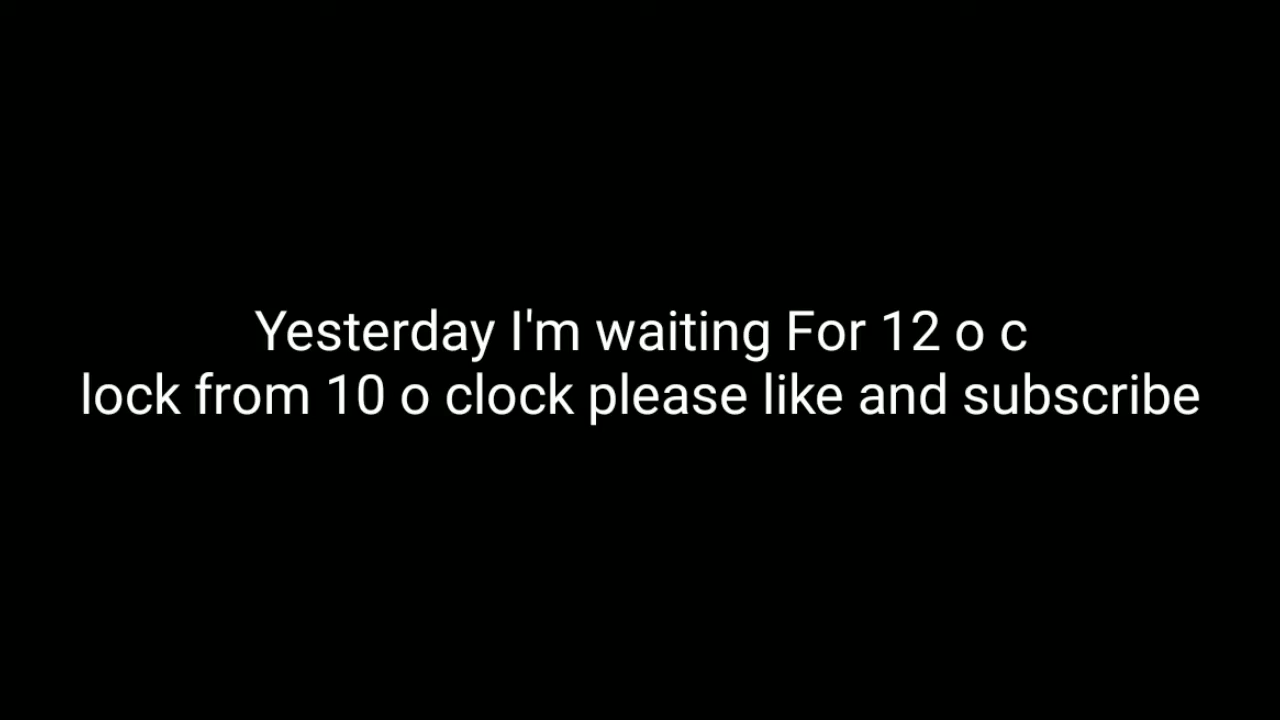 Yesterday I'm waiting For 12 o c
lock from 10 o clock please like and subscribe